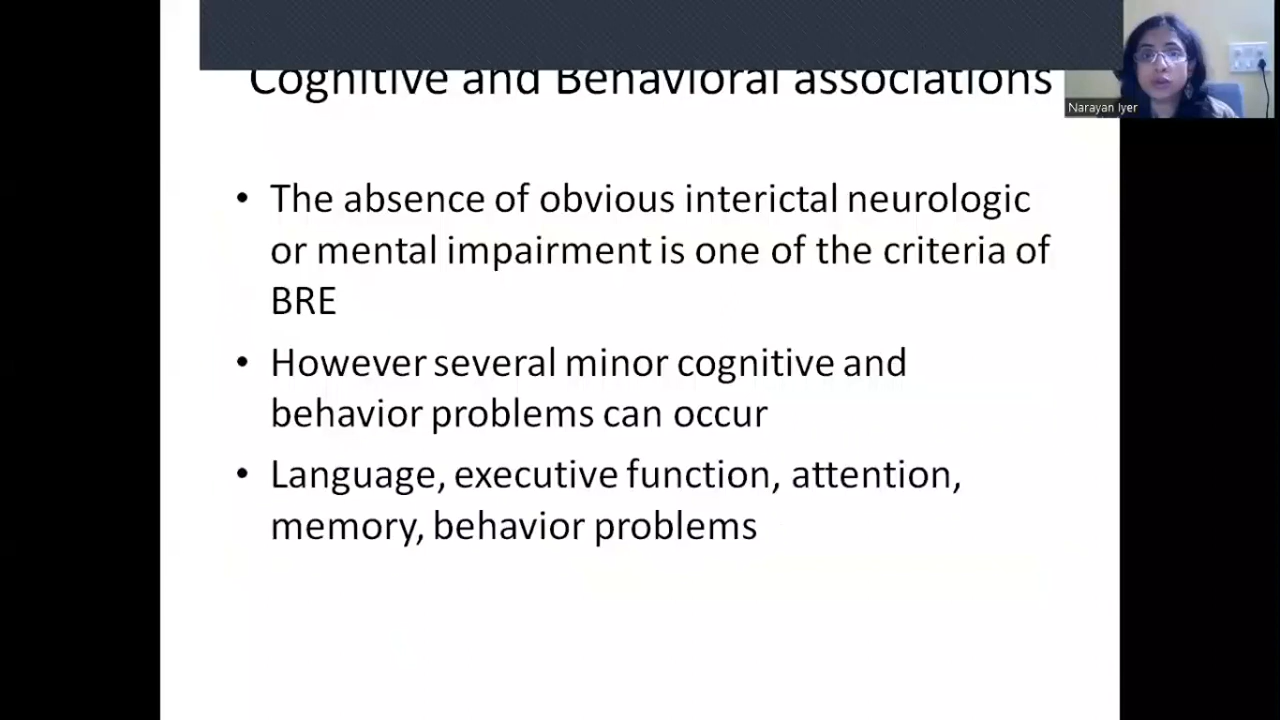 Cognitive and Behavioral associations
Narayan Iyer
• The absence of obvious interictal neurologic
or mental impairment is one of the criteria of
BRE
• However several minor cognitive and
behavior problems can occur
• Language, executive function, attention,
memory, behavior problems